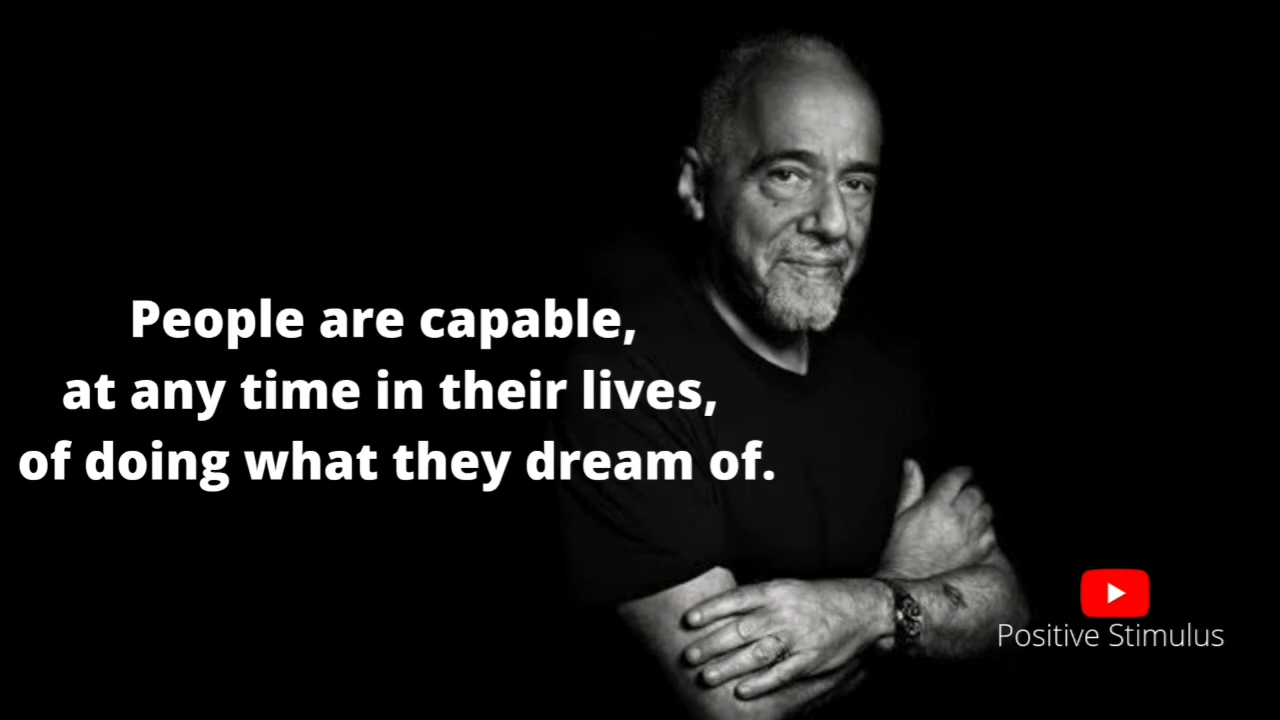 People are capable,
at any time in their lives,
of doing what they dream of.
Positive Stimulus